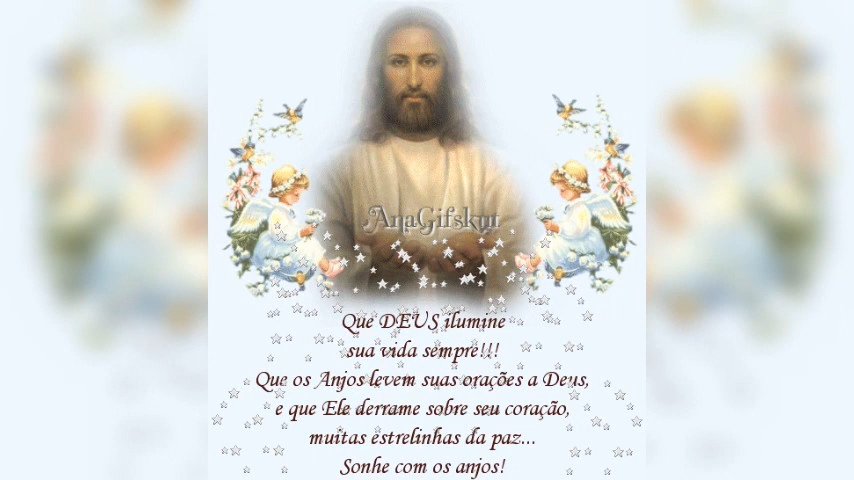 AnaGifskut
Que DEUS ilumine
sua vida sempre!!!
Que os Anjos levem suas orações a Deus,
e que Ele derrame sobre seu coração,
muitas estrelinhas da paz...
Sonhe com os anjos!